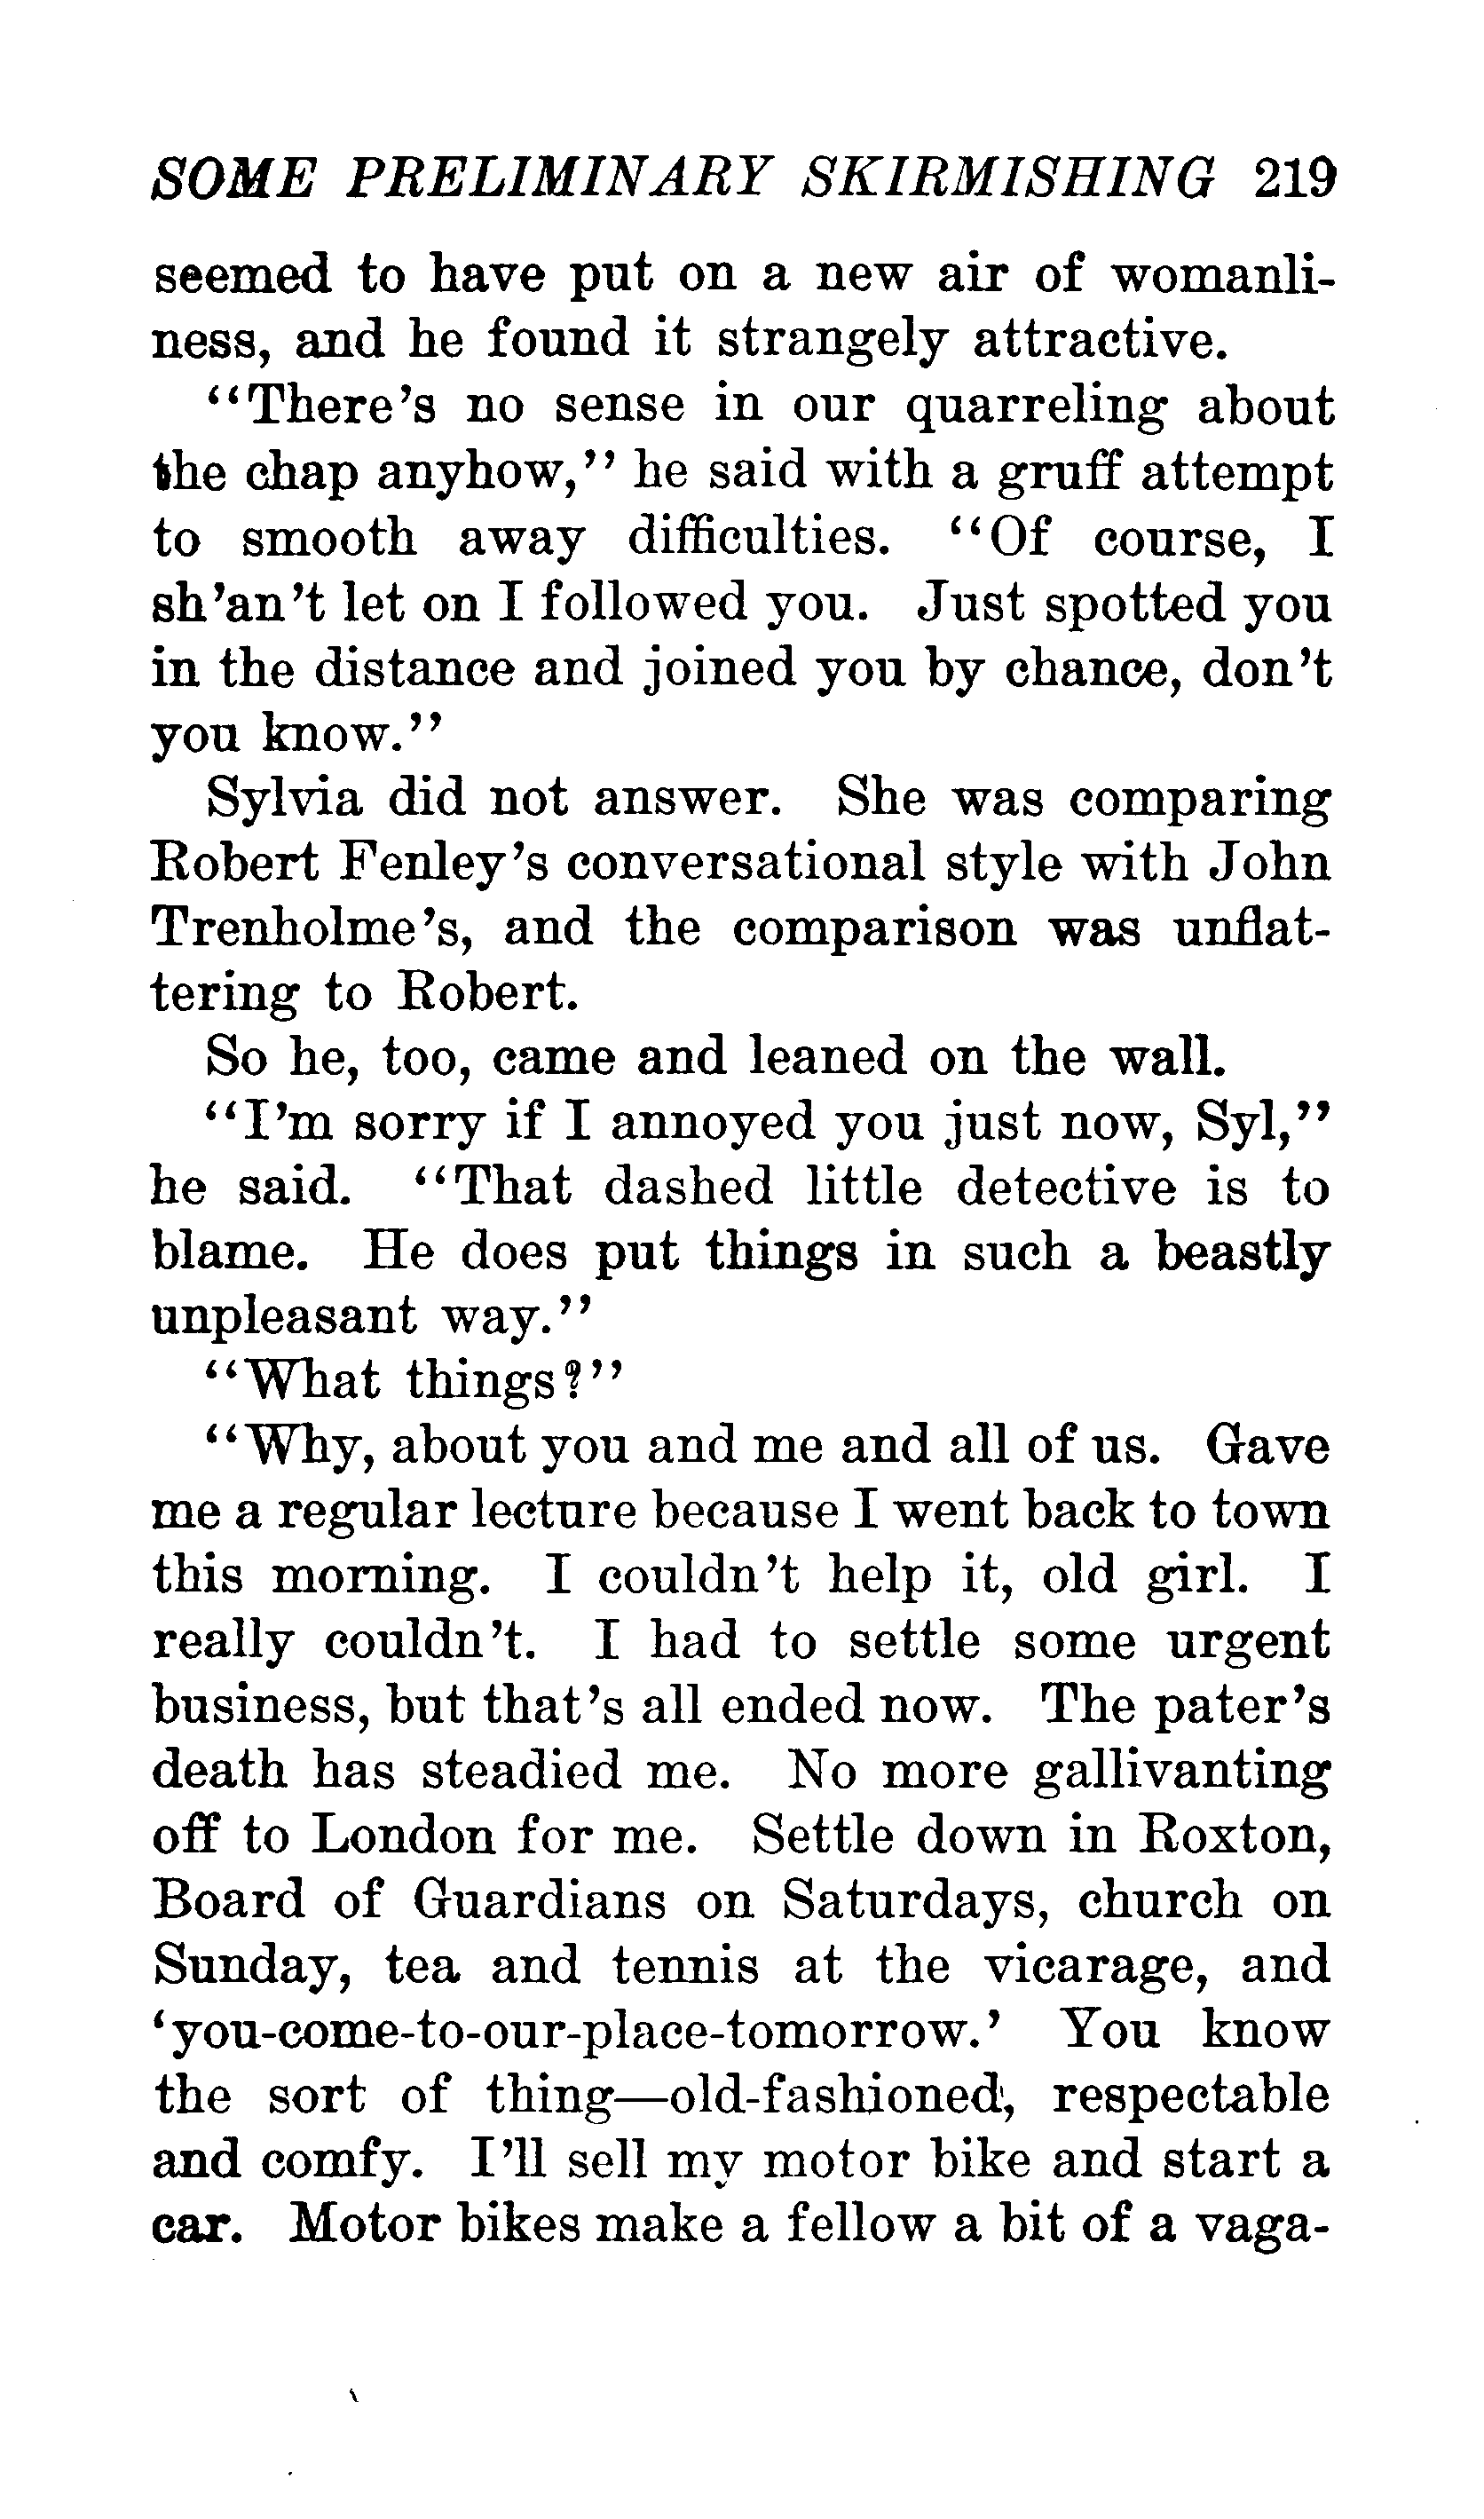 SOME PRELIMINARY SKIRMISHING 219
seemed to have put on a new air of womanli-
ness, and he found it strangely attractive.
"There's no sense in our quarreling about
the chap anyhow," he said with a gruff attempt
to smooth away difficulties. "Of course, I
sh'an't let on I followed you. Just spotted you
in the distance and joined you by chance, don't
you know."
Sylvia did not answer. She was comparing
Robert Fenley's conversational style with John
Trenholme's, and the comparison was unflat-
tering to Robert.
So he, too, came and leaned on the wall.
"I'm sorry if I annoyed you just now, Syl,"
he said. "That dashed little detective is to
blame. He does put things in such a beastly
unpleasant way."
"What things?"
"Why, about you and me and all of us. Gave
me a regular lecture because I went back to town
this morning. I couldn't help it, old girl. I
really couldn't. I had to settle some urgent
business, but that's all ended now. The pater's
death has steadied me. No more gallivanting
off to London for me. Settle down in Roxton,
Board of Guardians on Saturdays, church on
Sunday, tea and tennis at the vicarage, and
'you-come-to-our-place-tomorrow.' You know
the sort of thing—old-fashioned, respectable
and comfy. I'll sell my motor bike and start a
car. Motor bikes make a fellow a bit of a vaga-